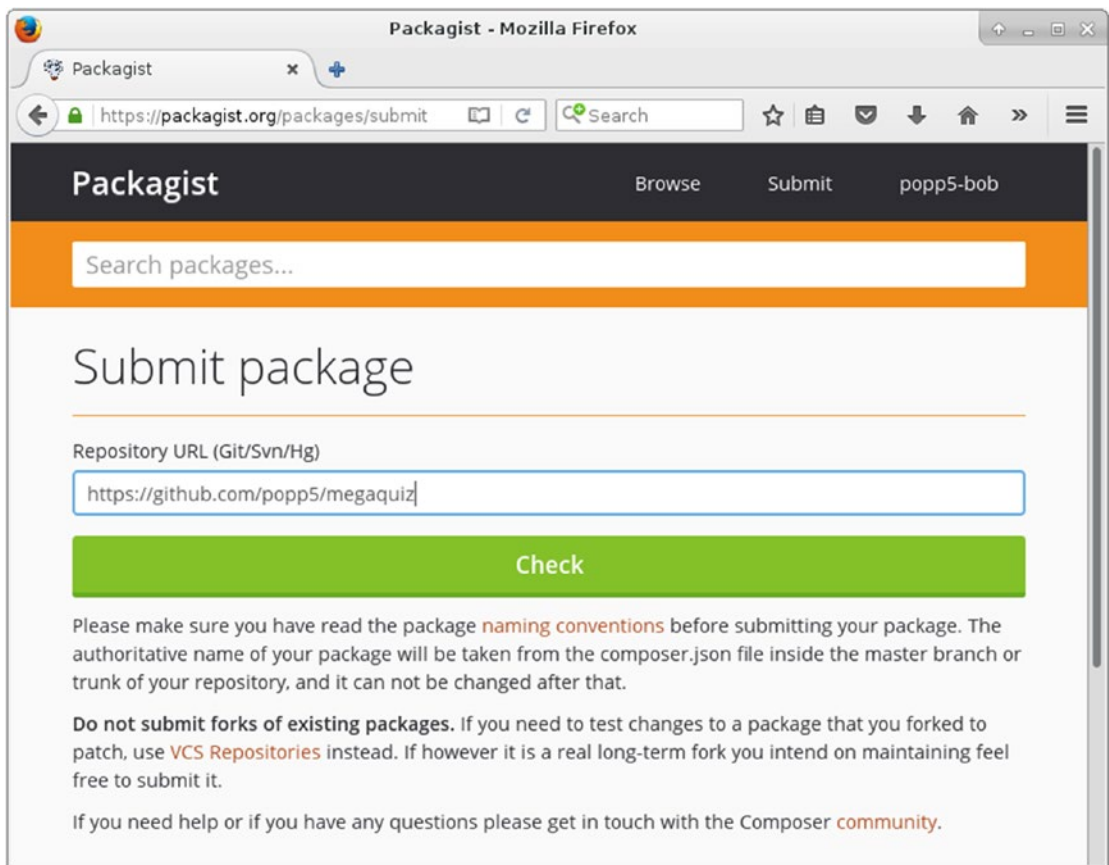 Packagist - Mozilla Firefox
Packagist
https://packagist.org/packages/submit
Search
Packagist
Browse
Submit
popp5-bob
Search packages...
Submit package
Repository URL (Git/Svn/Hg)
https://github.com/popp5/megaquiz
Check
Please make sure you have read the package naming conventions before submitting your package. The
authoritative name of your package will be taken from the composer.json file inside the master branch or
trunk of your repository, and it can not be changed after that.
Do not submit forks of existing packages. If you need to test changes to a package that you forked to
patch, use VCS Repositories instead. If however it is a real long-term fork you intend on maintaining feel
free to submit it.
If you need help or if you have any questions please get in touch with the Composer community.